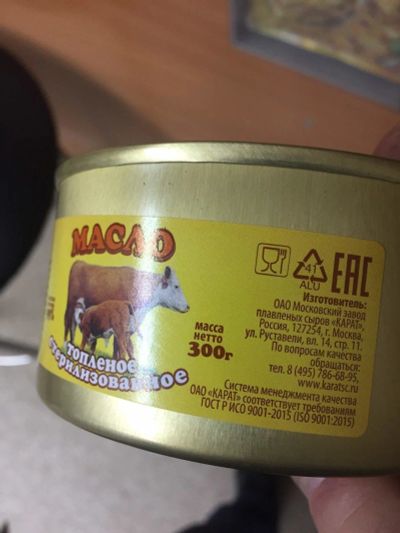 МАСЛО
топленое
стерилизованное
масса
нетто
300г
41
ALU
EAC
Изготовитель:
ОАО Московский завод
плавленых сыров «КАРАТ»,
Россия, 127254, г. Москва,
ул. Руставели, вл. 14, стр. 11.
По вопросам качества
обращаться:
тел. 8 (495) 786-68-95,
www.karatsc.ru
Система менеджмента качества
ОАО «КАРАТ» соответствует требованиям
ГОСТ Р ИСО 9001-2015 (ISO 9001:2015)